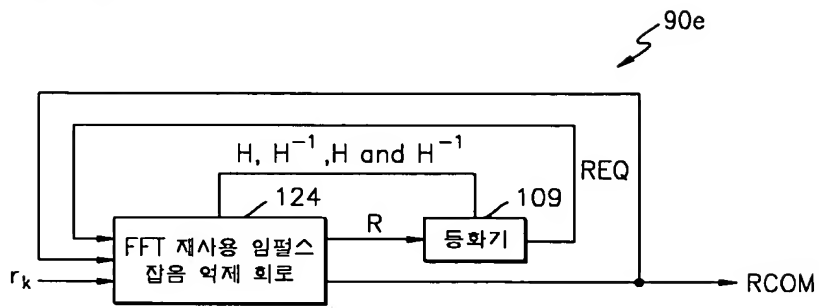 90e
H, H⁻¹, H and H⁻¹
REQ
124
109
FFT 재사용 임펄스
잡음 억제 회로
R
등화기
rₖ
RCOM